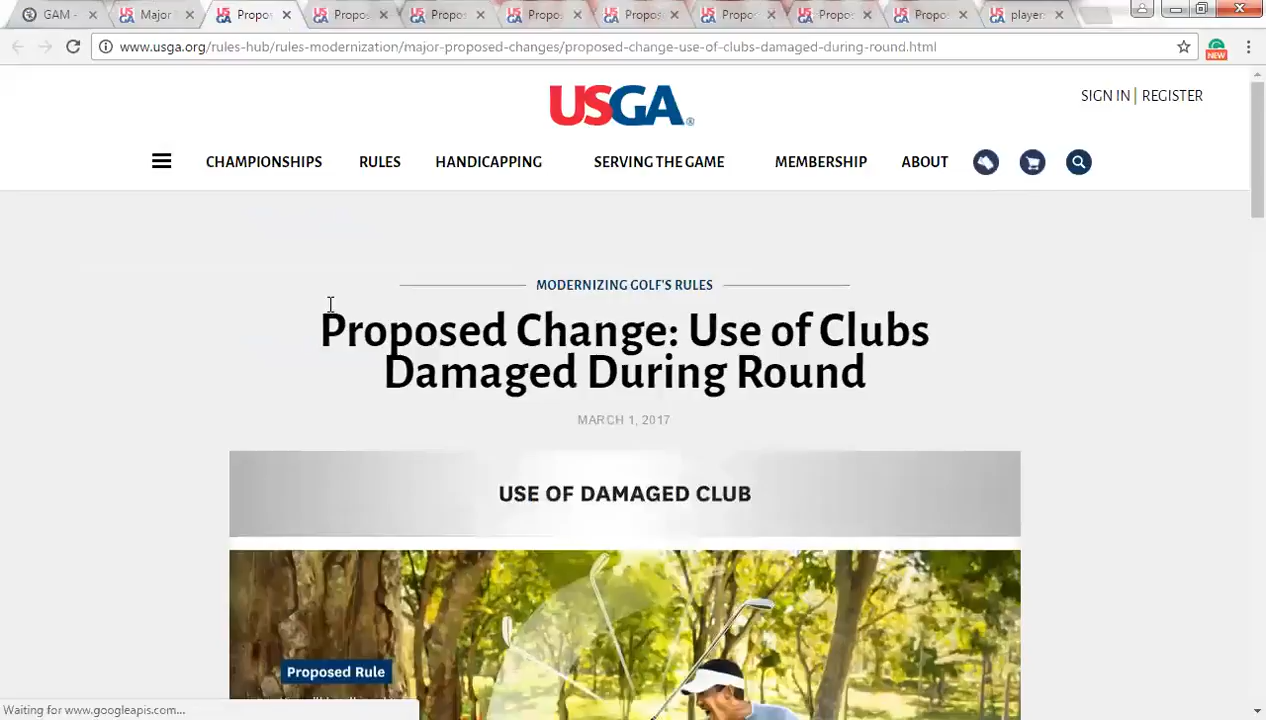 GAM -
Major
Propo
Propo
Propo
Propo
Propo
Propo
Propo
Propo
player
www.usga.org/rules-hub/rules-modernization/major-proposed-changes/proposed-change-use-of-clubs-damaged-during-round.html
NEW
USGA®
SIGN IN | REGISTER
CHAMPIONSHIPS RULES HANDICAPPING SERVING THE GAME MEMBERSHIP ABOUT
MODERNIZING GOLF'S RULES
Proposed Change: Use of Clubs
Damaged During Round
MARCH 1, 2017
USE OF DAMAGED CLUB
Proposed Rule
Waiting for www.googleapis.com...